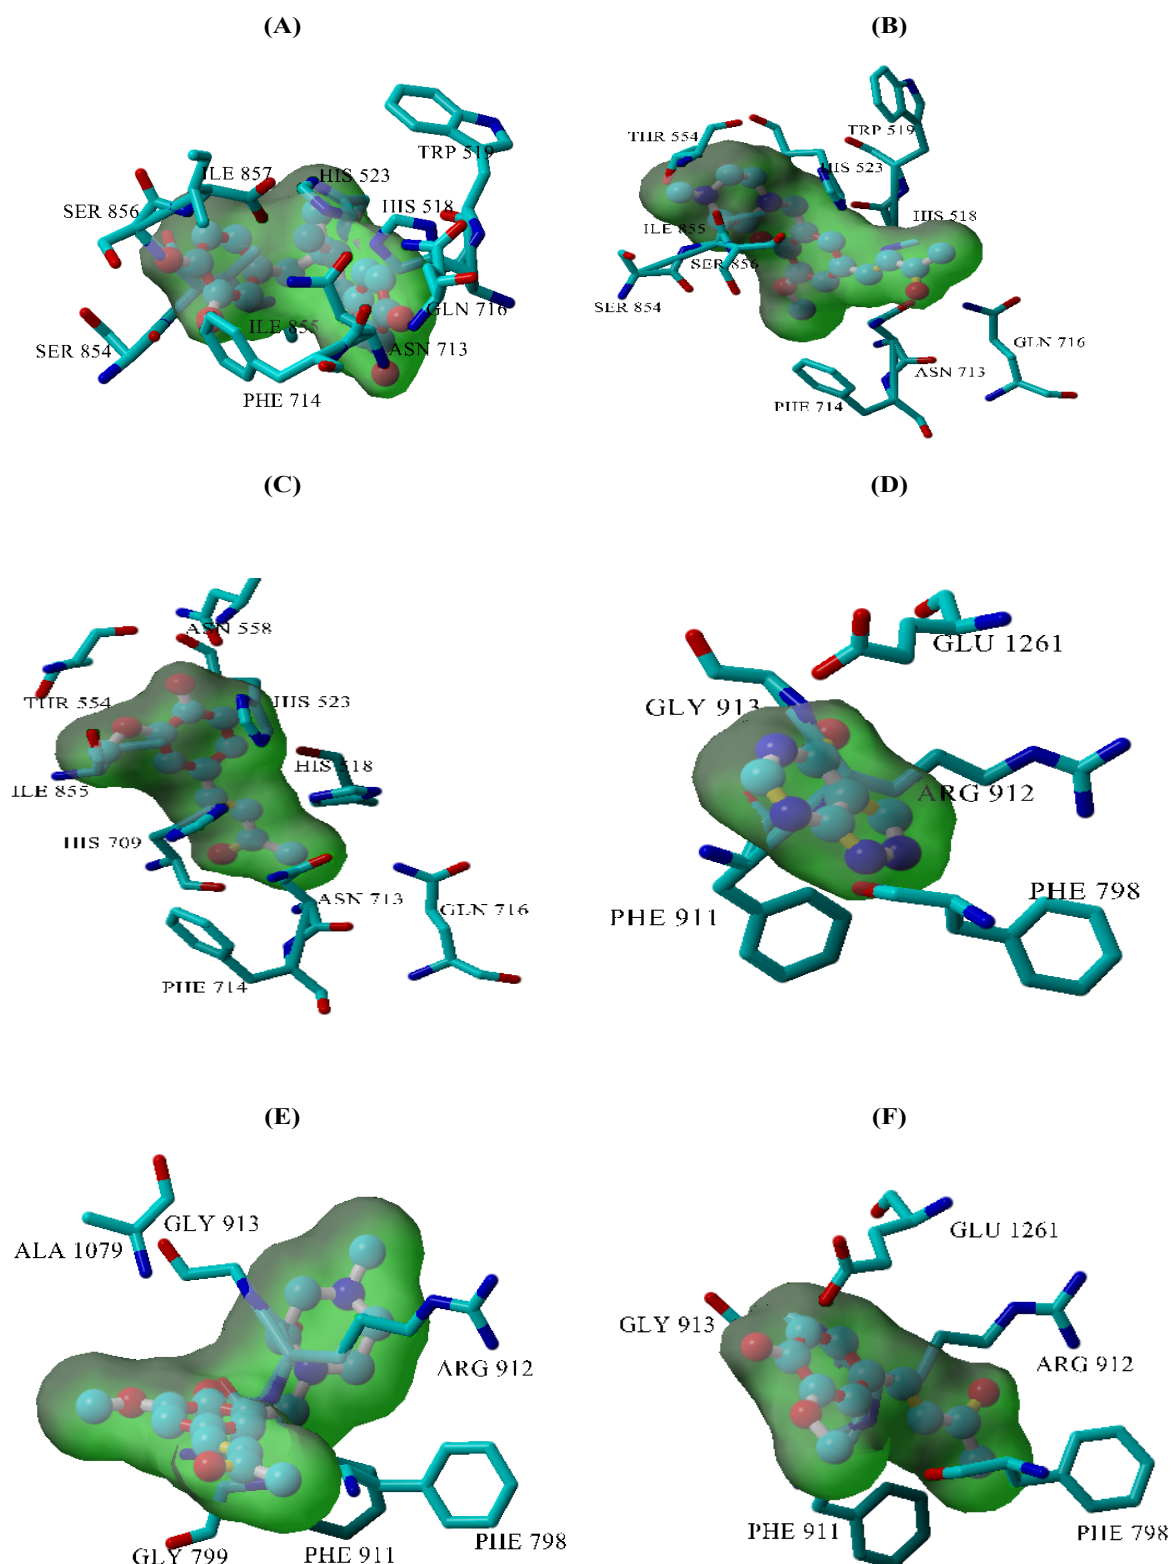 (A)
TRP 519
ILE 857
HIS 523
SER 856
HIS 518
GLN 716
ILE 855
SER 854
ASN 713
PHE 714
(B)
THR 554
TRP 519
HIS 523
HIS 518
ILE 855
SER 856
SER 854
GLN 716
ASN 713
PHE 714
(C)
ASN 558
THR 554
HIS 523
HIS 518
ILE 855
HIS 709
ASN 713
GLN 716
PHE 714
(D)
GLU 1261
GLY 913
ARG 912
PHE 798
PHE 911
(E)
GLY 913
ALA 1079
ARG 912
PHE 798
PHE 911
GLY 799
(F)
GLU 1261
GLY 913
ARG 912
PHE 911
PHE 798